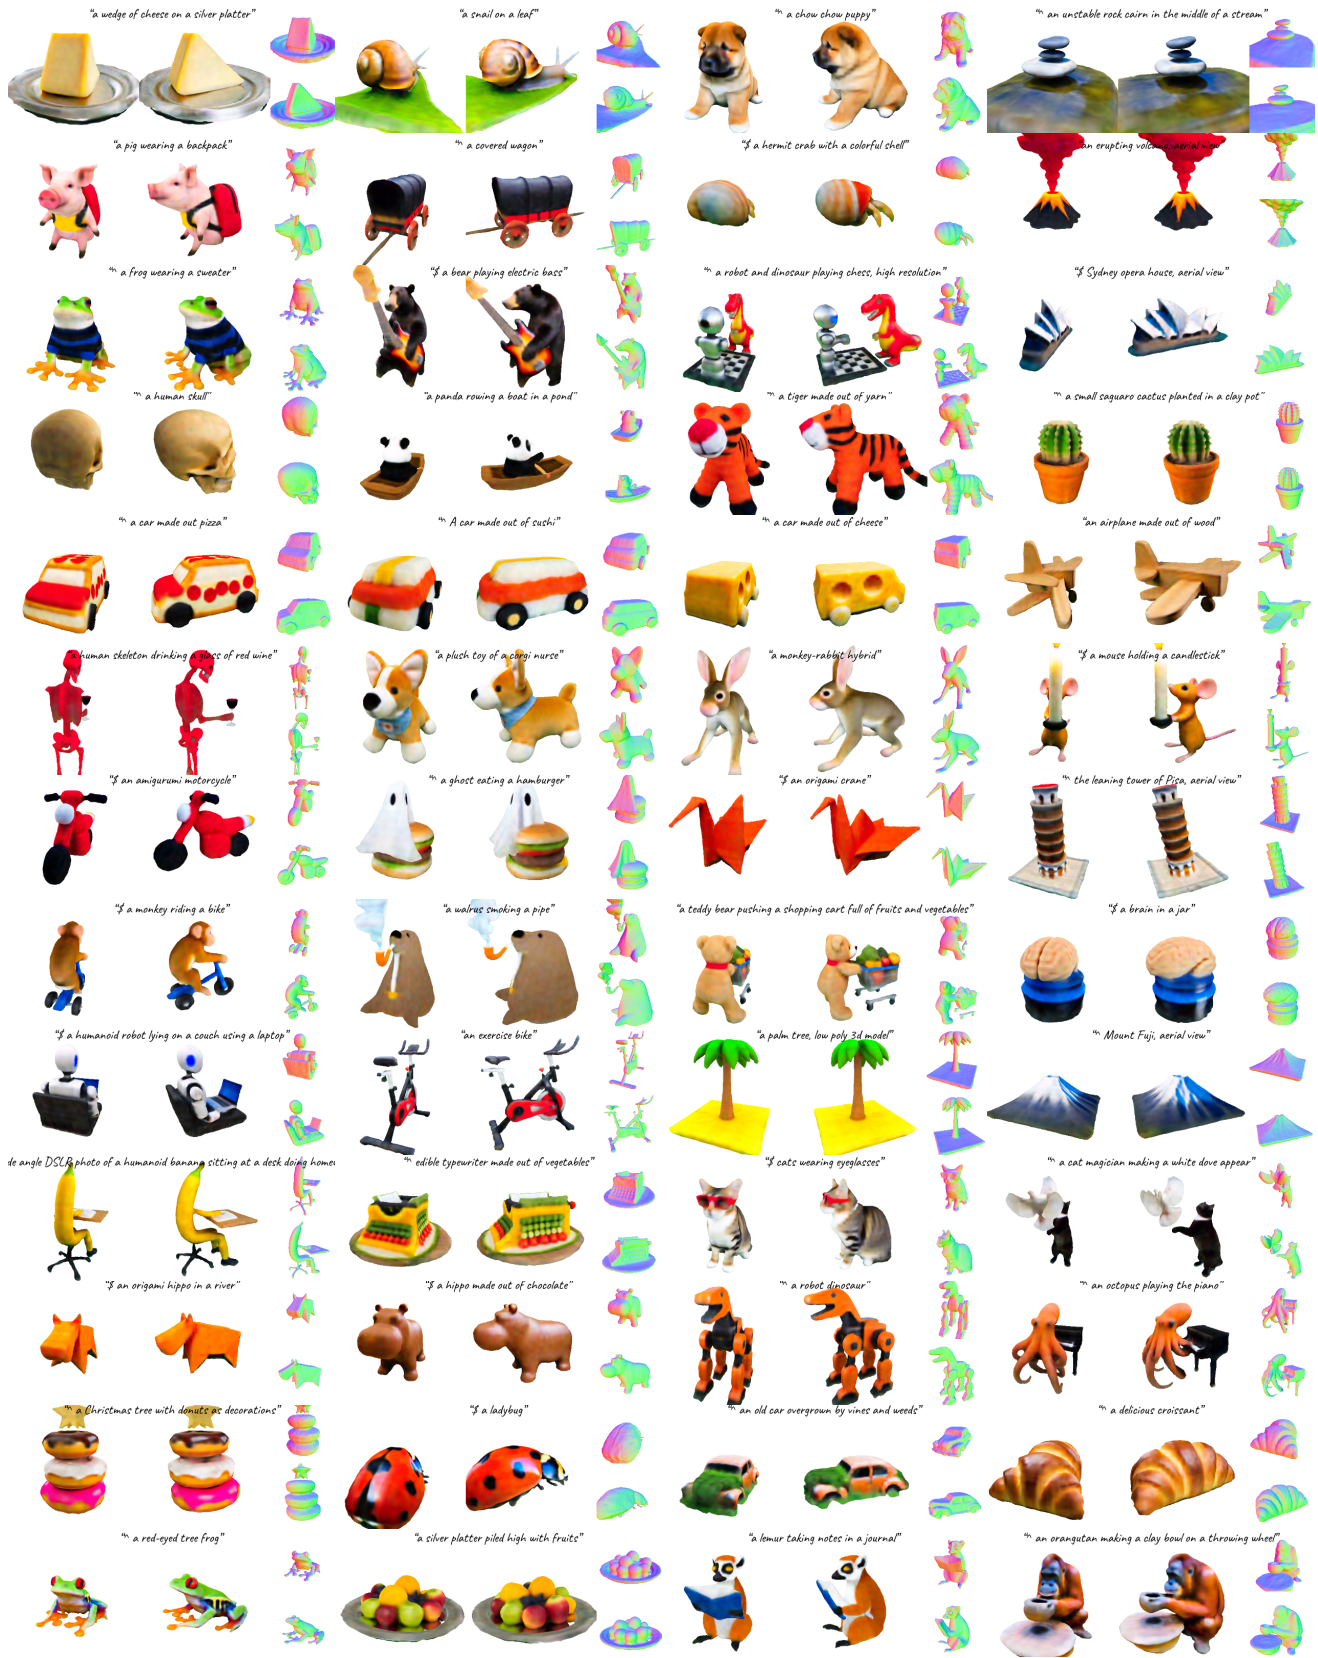 “a wedge of cheese on a silver platter”
“a snail on a leaf”
“^ a chow chow puppy”
“^ an unstable rock cairn in the middle of a stream”
“a pig wearing a backpack”
“^ a covered wagon”
“$ a hermit crab with a colorful shell”
“an erupting volcano, aerial view”
“^ a frog wearing a sweater”
“$ a bear playing electric bass”
“^ a robot and dinosaur playing chess, high resolution”
“$ Sydney opera house, aerial view”
“^ a human skull”
“a panda rowing a boat in a pond”
“^ a tiger made out of yarn”
“^ a small saguaro cactus planted in a clay pot”
“^ a car made out pizza”
“^ A car made out of sushi”
“^ a car made out of cheese”
“an airplane made out of wood”
“a human skeleton drinking a glass of red wine”
“a plush toy of a corgi nurse”
“a monkey-rabbit hybrid”
“$ a mouse holding a candlestick”
“$ an amigurumi motorcycle”
“^ a ghost eating a hamburger”
“$ an origami crane”
“^ the leaning tower of Pisa, aerial view”
“$ a monkey riding a bike”
“a walrus smoking a pipe”
“a teddy bear pushing a shopping cart full of fruits and vegetables”
“$ a brain in a jar”
“$ a humanoid robot lying on a couch using a laptop”
“an exercise bike”
“a palm tree, low poly 3d model”
“^ Mount Fuji, aerial view”
de angle DSLR photo of a humanoid banana sitting at a desk doing homew
“^ edible typewriter made out of vegetables”
“$ cats wearing eyeglasses”
“^ a cat magician making a white dove appear”
“$ an origami hippo in a river”
“$ a hippo made out of chocolate”
“^ a robot dinosaur”
“^ an octopus playing the piano”
“^ a Christmas tree with donuts as decorations”
“$ a ladybug”
“^ an old car overgrown by vines and weeds”
“^ a delicious croissant”
“^ a red-eyed tree frog”
“a silver platter piled high with fruits”
“a lemur taking notes in a journal”
“^ an orangutan making a clay bowl on a throwing wheel”